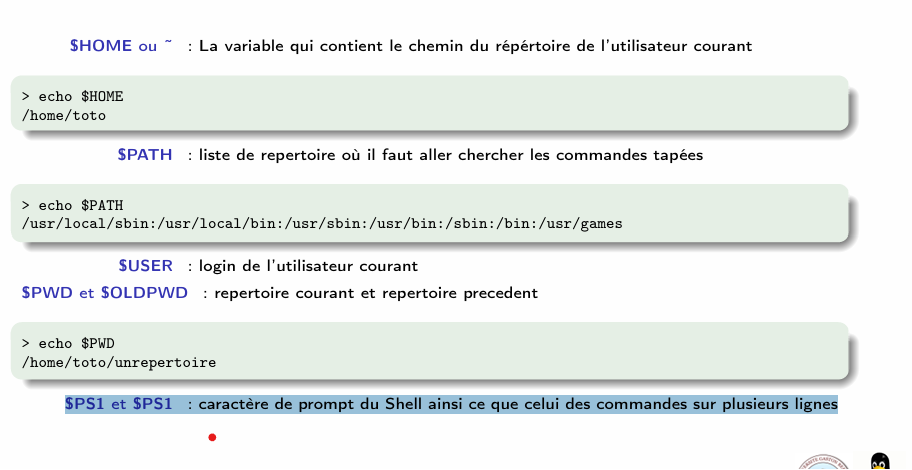 $HOME ou ~ : La variable qui contient le chemin du répértoire de l'utilisateur courant
> echo $HOME
/home/toto
$PATH : liste de repertoire où il faut aller chercher les commandes tapées
> echo $PATH
/usr/local/sbin:/usr/local/bin:/usr/sbin:/usr/bin:/sbin:/bin:/usr/games
$USER : login de l'utilisateur courant
$PWD et $OLDPWD : repertoire courant et repertoire precedent
> echo $PWD
/home/toto/unrepertoire
$PS1 et $PS1 : caractère de prompt du Shell ainsi ce que celui des commandes sur plusieurs lignes